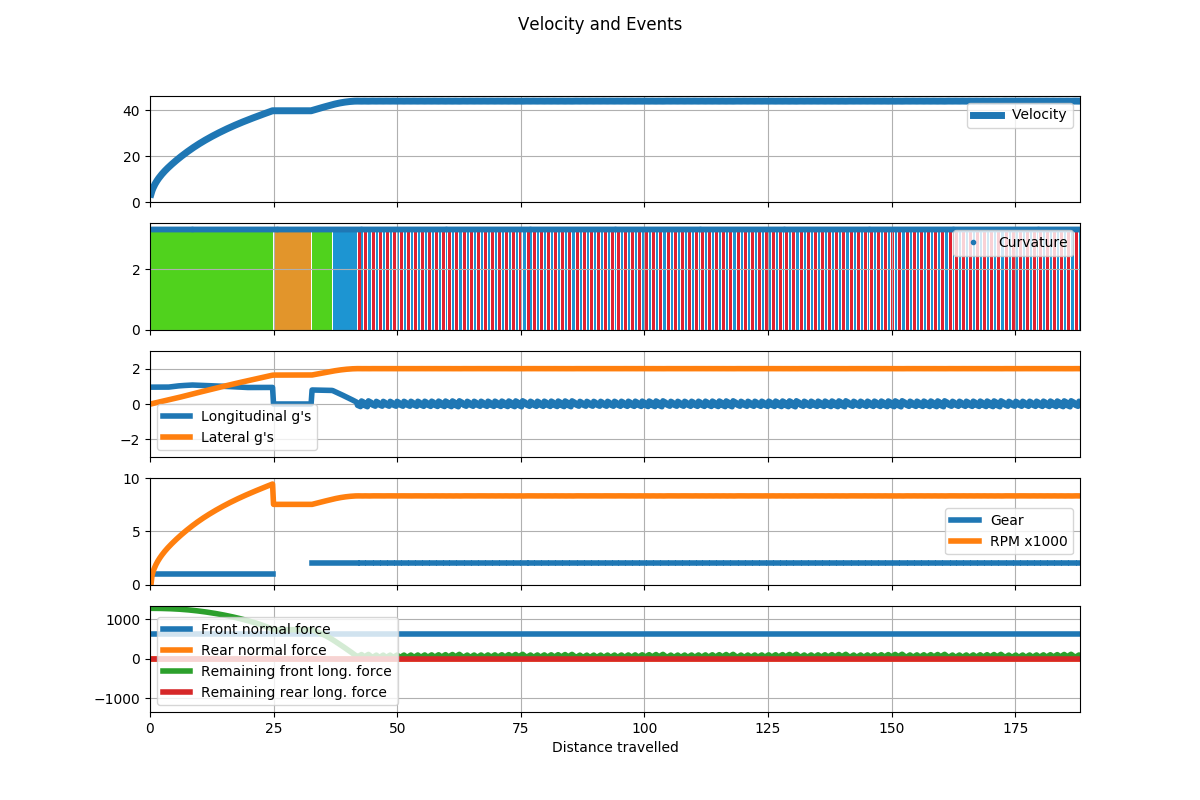 Velocity and Events
40
20
0
Velocity
2
0
Curvature
2
0
−2
Longitudinal g's
Lateral g's
10
5
0
Gear
RPM x1000
1000
0
−1000
Front normal force
Rear normal force
Remaining front long. force
Remaining rear long. force
0 25 50 75 100 125 150 175
Distance travelled